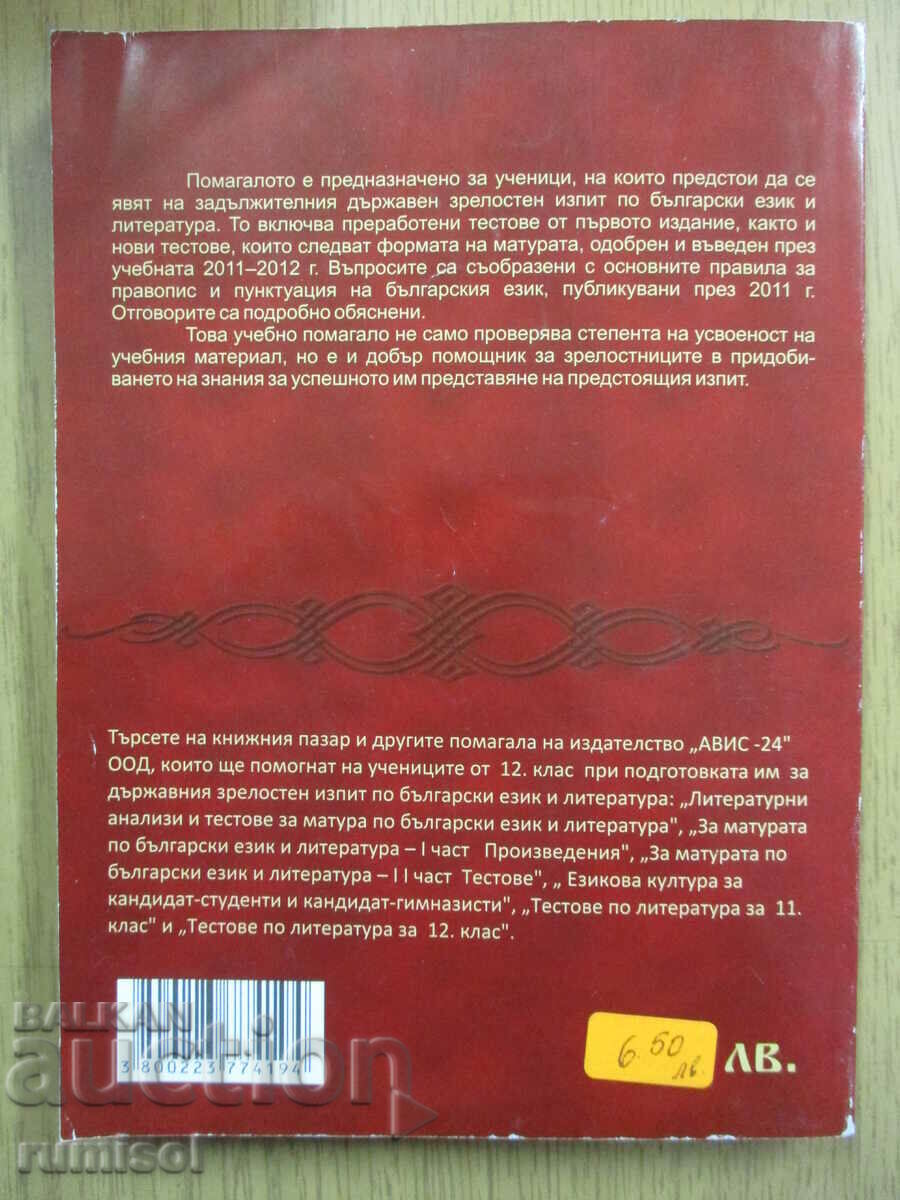 Помагалото е предназначено за ученици, на които предстои да се
явят на задължителния държавен зрелостен изпит по български език и
литература. То включва преработени тестове от първото издание, както и
нови тестове, които следват формата на матурата, одобрен и въведен през
учебната 2011–2012 г. Въпросите са съобразени с основните правила за
правопис и пунктуация на българския език, публикувани през 2011 г.
Отговорите са подробно обяснени.
Това учебно помагало не само проверява степента на усвоеност на
учебния материал, но е и добър помощник за зрелостниците в придоби-
ването на знания за успешното им представяне на предстоящия изпит.
Търсете на книжния пазар и другите помагала на издателство „АВИС -24"
ООД, които ще помогнат на учениците от 12. клас при подготовката им за
държавния зрелостен изпит по български език и литература: „Литературни
анализи и тестове за матура по български език и литература", „За матурата
по български език и литература – I част Произведения", „За матурата по
български език и литература – I I част Тестове", „ Езикова култура за
кандидат-студенти и кандидат-гимназисти", „Тестове по литература за 11.
клас" и „Тестове по литература за 12. клас".
3 800223 774194
6.50 лв.
ЛВ.
BALKAN
auction
rumisol